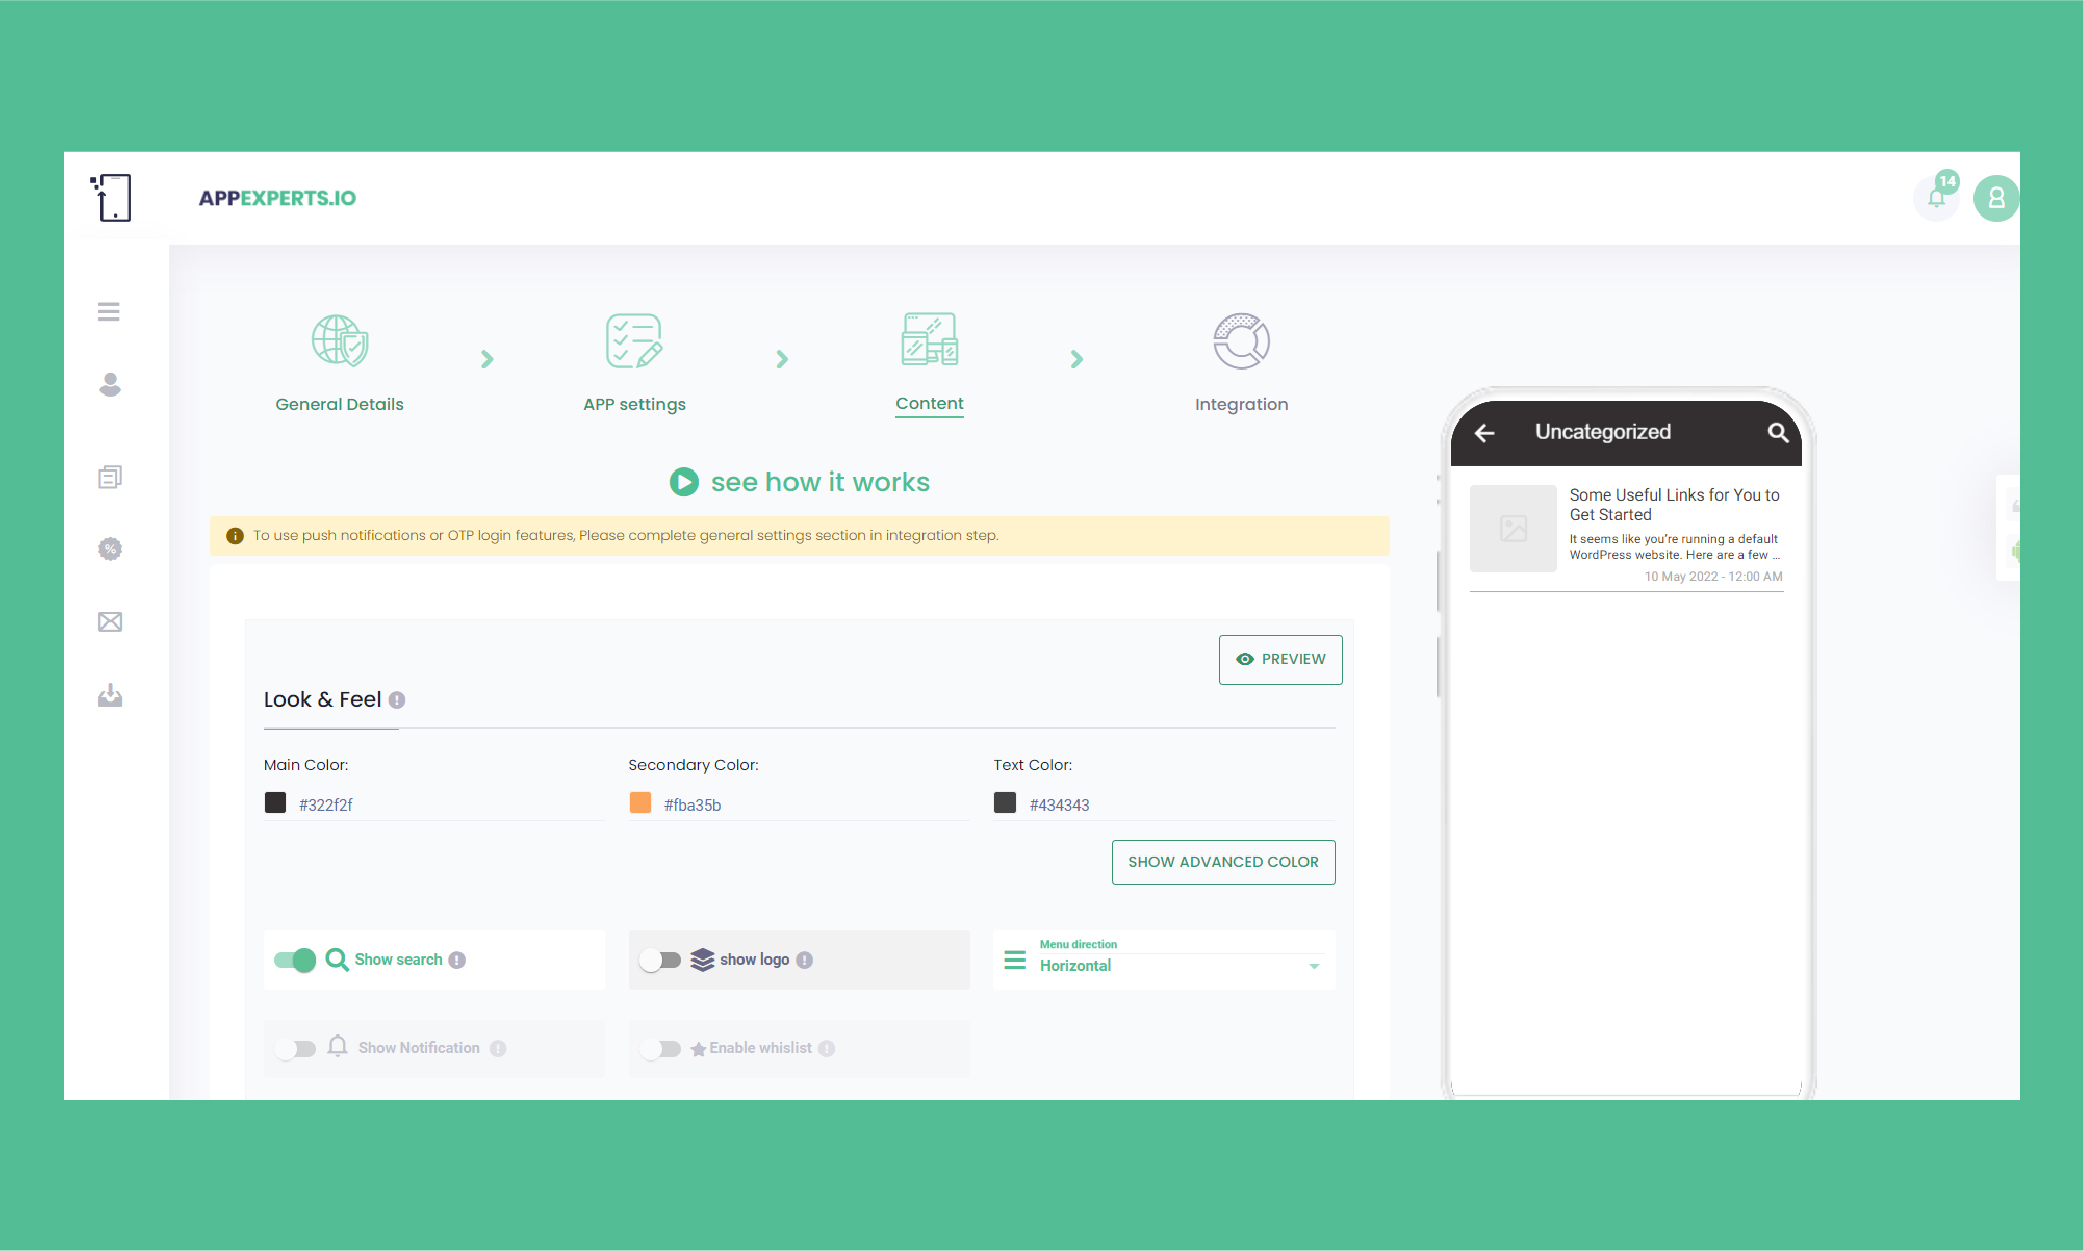 APPEXPERTS.IO
14
General Details
APP settings
Content
Integration
see how it works
To use push notifications or OTP login features, Please complete general settings section in integration step.
PREVIEW
Look & Feel
Main Color:
Secondary Color:
Text Color:
#322f2f
#fba35b
#434343
SHOW ADVANCED COLOR
Show search
show logo
Menu direction
Horizontal
Show Notification
Enable whislist
Uncategorized
Some Useful Links for You to
Get Started
It seems like you're running a default
WordPress website. Here are a few ...
10 May 2022 - 12:00 AM